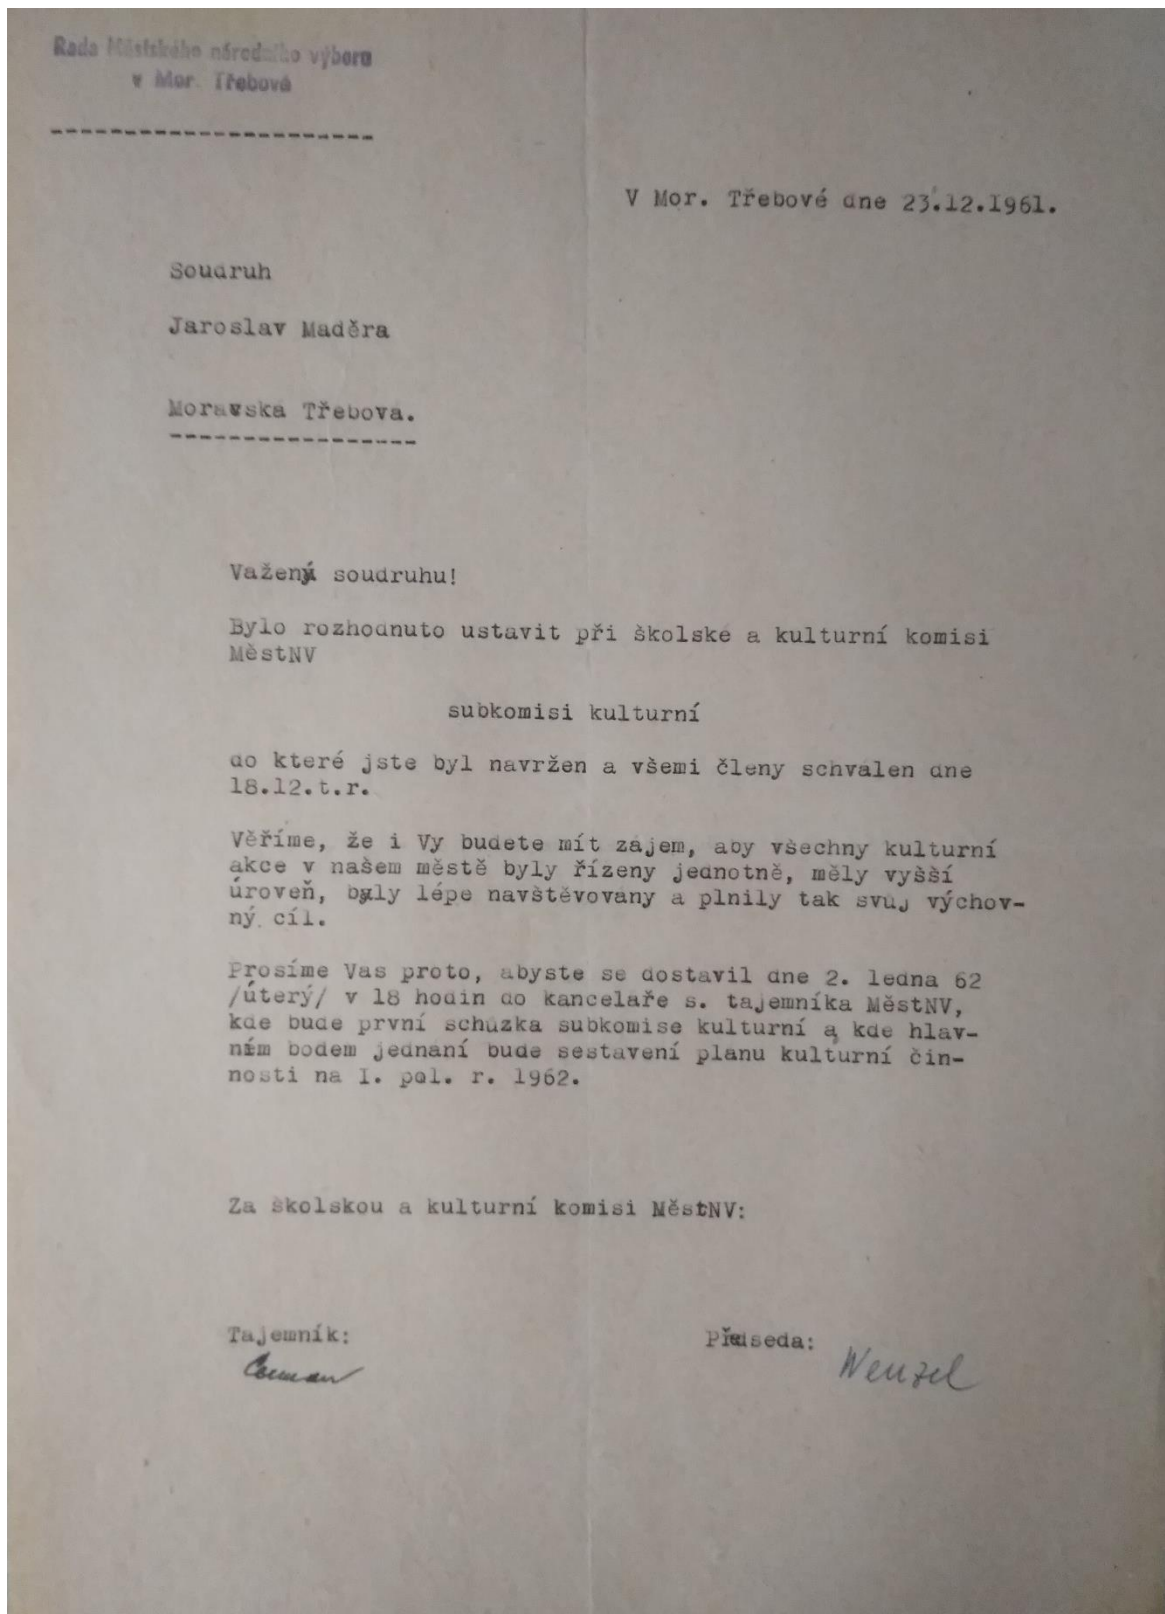 Rada Městského národního výboru
v Mor. Třebové
V Mor. Třebové dne 23.12.1961.
Soudruh
Jaroslav Maděra
Moravska Třebova.
Vážený soudruhu!
Bylo rozhodnuto ustavit při školske a kulturní komisi
MěstNV
subkomisi kulturní
do které jste byl navržen a všemi členy schvalen dne
18.12.t.r.
Věříme, že i Vy budete mít zájem, aby všechny kulturní
akce v našem městě byly řízeny jednotně, měly vyšší
úroveň, byly lépe navštěvovany a plnily tak svuj výchov-
ný cíl.
Prosíme Vas proto, abyste se dostavil dne 2. ledna 62
/úterý/ v 18 hodin do kancelaře s. tajemníka MěstNV,
kde bude první schuzka subkomise kulturní a kde hlav-
ním bodem jednaní bude sestavení planu kulturní čin-
nosti na I. pol. r. 1962.
Za školskou a kulturní komisi MěstNV:
Tajemník:
Předseda:
Wenzel